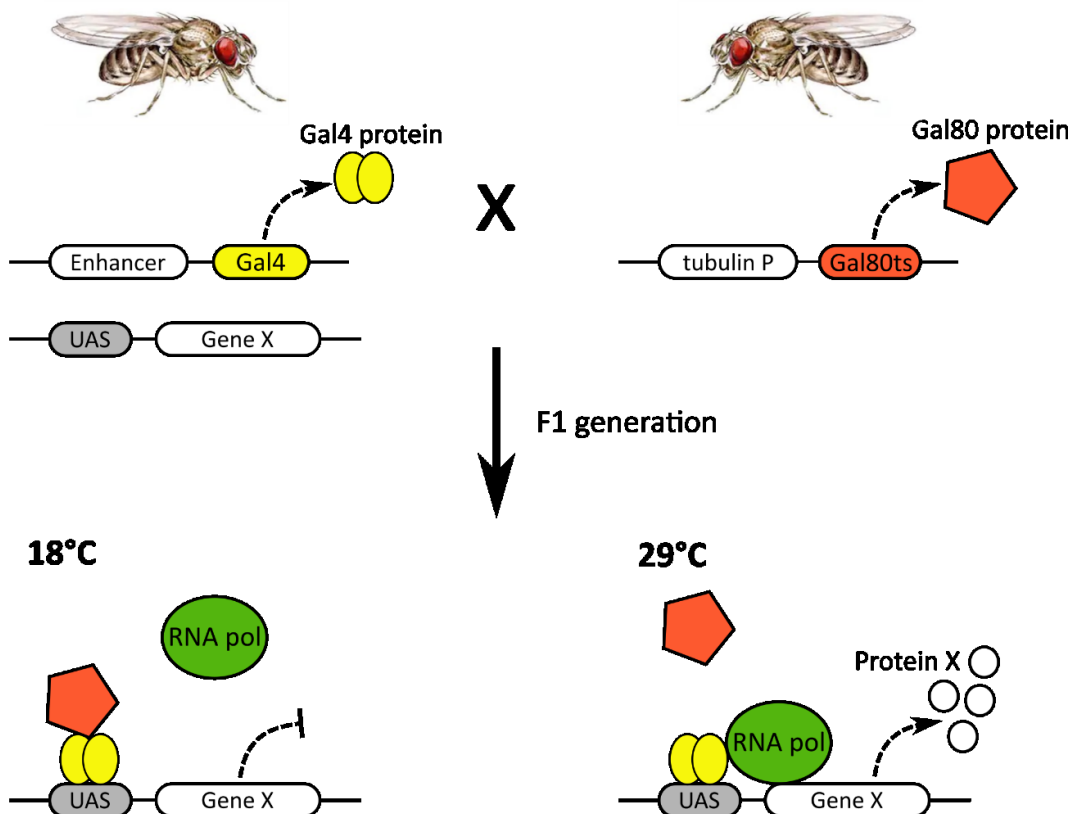 Gal4 protein
Gal80 protein
X
Enhancer
Gal4
tubulin P
Gal80ts
UAS
Gene X
F1 generation
18°C
29°C
RNA pol
Protein X
RNA pol
UAS
Gene X
UAS
Gene X